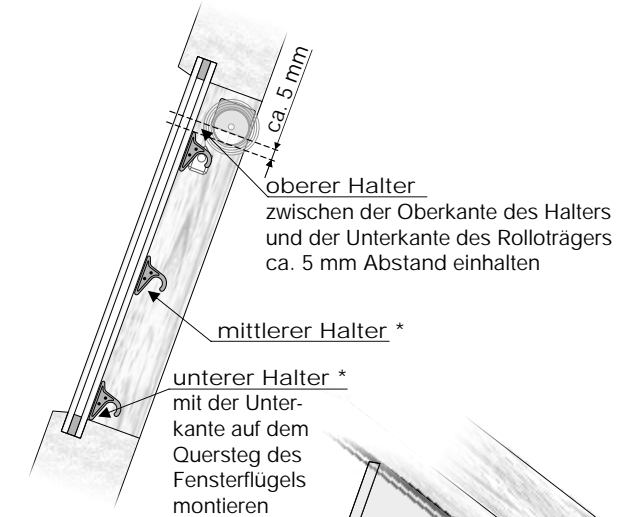 ca. 5 mm
oberer Halter
zwischen der Oberkante des Halters
und der Unterkante des Rolloträgers
ca. 5 mm Abstand einhalten
mittlerer Halter *
unterer Halter *
mit der Unter-
kante auf dem
Quersteg des
Fensterflügels
montieren